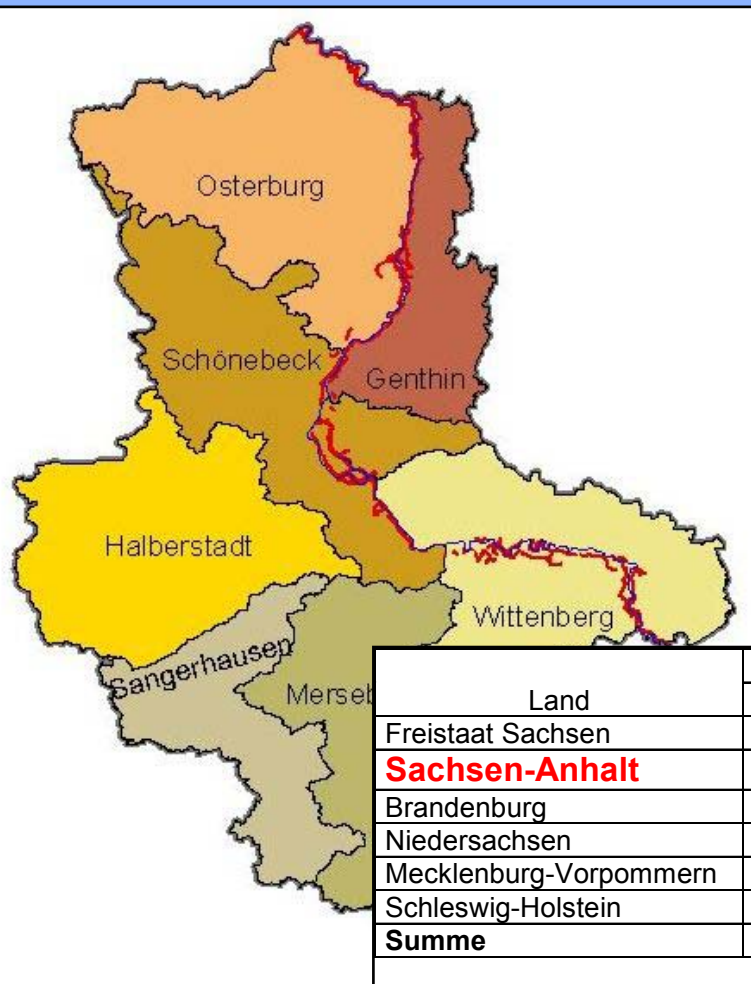 Osterburg
Schönebeck
Genthin
Halberstadt
Wittenberg
Sangerhausen
Land
Freistaat Sachsen
Sachsen-Anhalt
Brandenburg
Niedersachsen
Mecklenburg-Vorpommern
Schleswig-Holstein
Summe